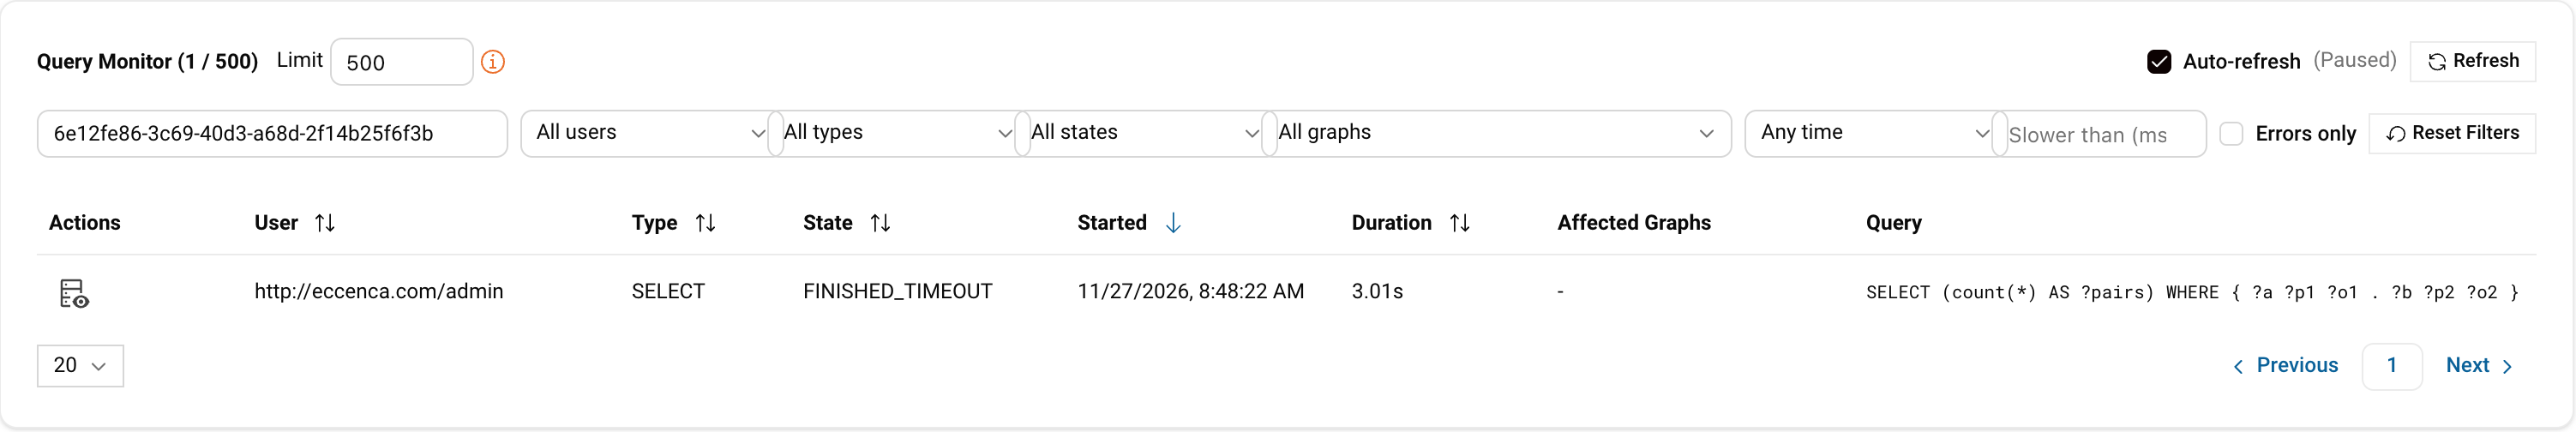 Query Monitor (1 / 500) Limit 500 Auto-refresh (Paused) Refresh
6e12fe86-3c69-40d3-a68d-2f14b25f6f3b All users All types All states All graphs Any time Slower than (ms Errors only Reset Filters
Actions User Type State Started Duration Affected Graphs Query
http://eccenca.com/admin SELECT FINISHED_TIMEOUT 11/27/2026, 8:48:22 AM 3.01s - SELECT (count(*) AS ?pairs) WHERE { ?a ?p1 ?o1 . ?b ?p2 ?o2 }
20 Previous 1 Next